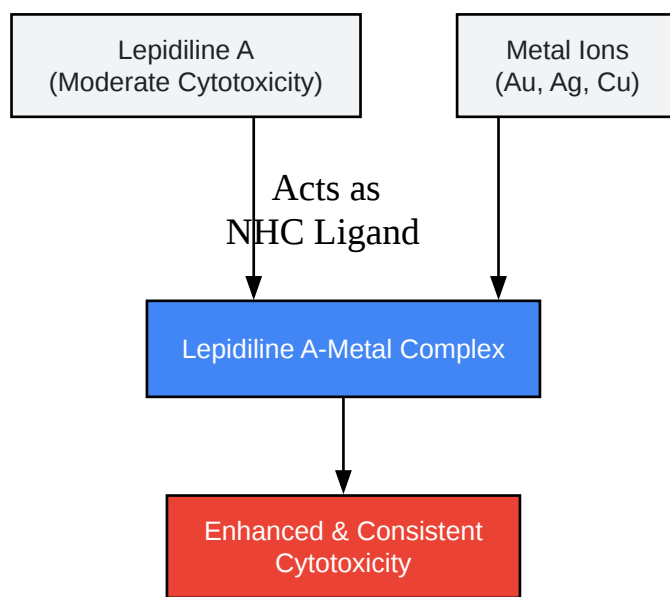 Lepidiline A
(Moderate Cytotoxicity)
Metal Ions
(Au, Ag, Cu)
Acts as
NHC Ligand
Lepidiline A-Metal Complex
Enhanced & Consistent
Cytotoxicity